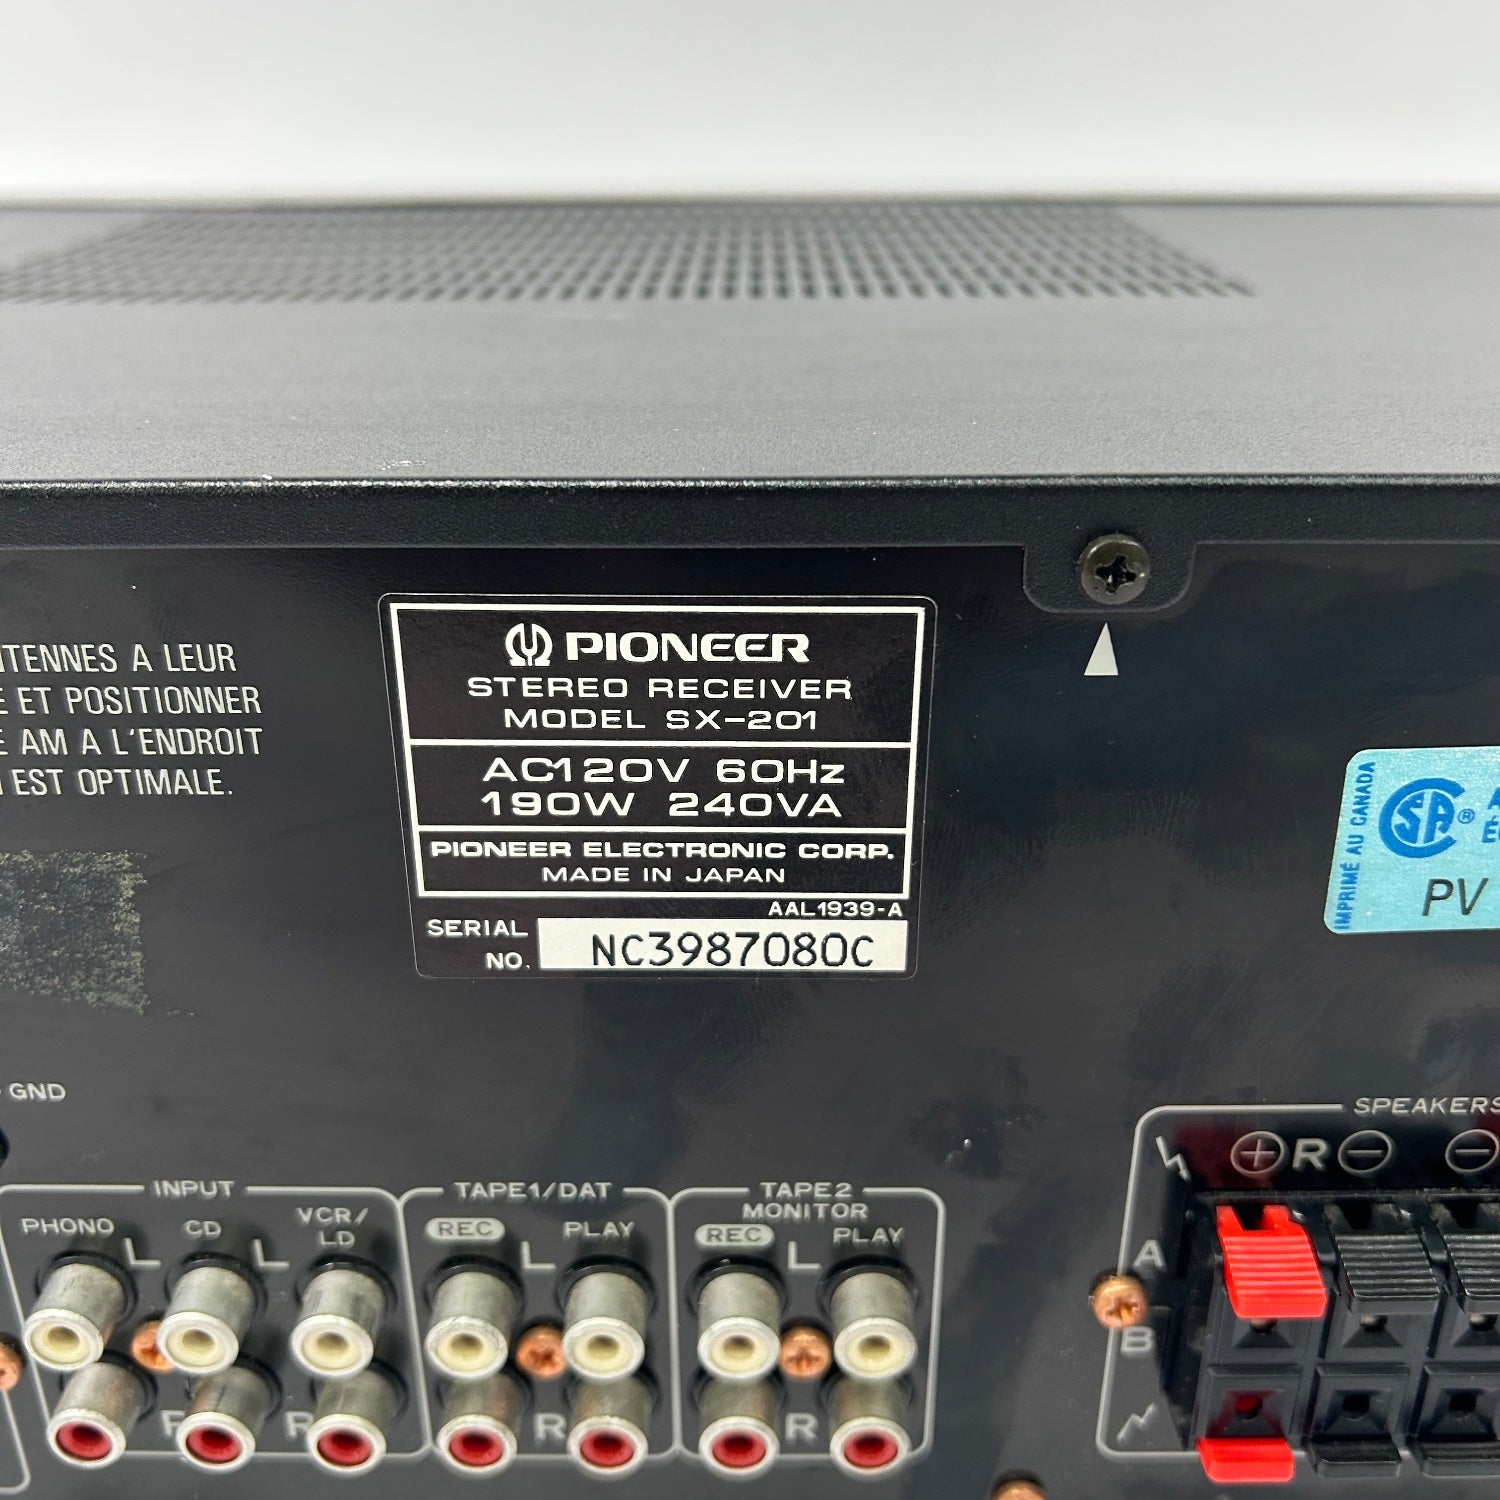 A LEUR
ET POSITIONNER
AM A L'ENDROIT
EST OPTIMALE.
PIONEER
STEREO RECEIVER
MODEL SX-201
AC120V 60Hz
190W 240VA
PIONEER ELECTRONIC CORP.
MADE IN JAPAN
AAL1939-A
SERIAL
NO.
NC3987080C
IMPRIMÉ AU CANADA
PV
GND
INPUT
PHONO
CD
VCR/
LD
L
L
R
R
TAPE1/DAT
REC
PLAY
L
R
TAPE2
MONITOR
REC
PLAY
L
R
SPEAKERS
+ R − −
A
B